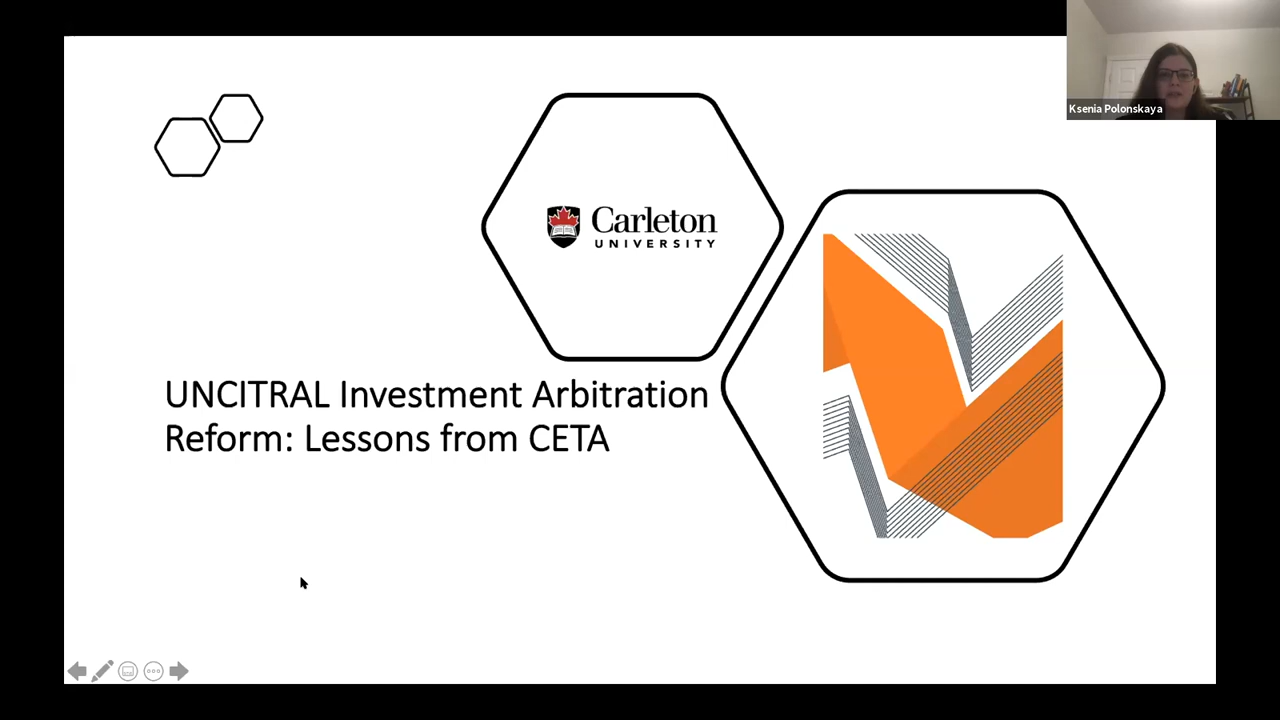 Ksenia Polonskaya
Carleton
UNIVERSITY
UNCITRAL Investment Arbitration
Reform: Lessons from CETA